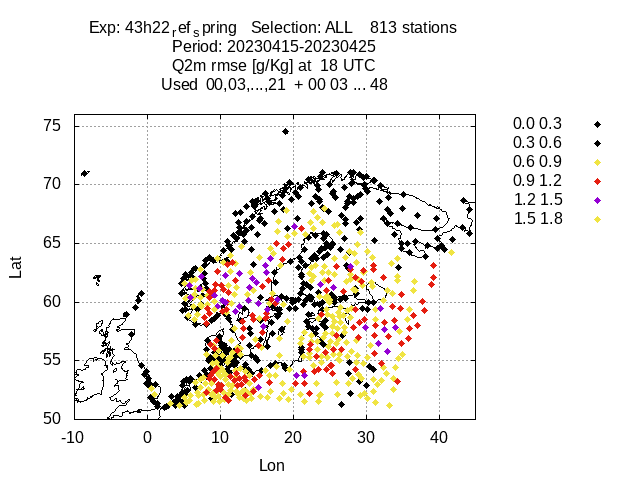 Exp: 43h22ref spring Selection: ALL 813 stations
Period: 20230415-20230425
Q2m rmse [g/Kg] at 18 UTC
Used 00,03,...,21 + 00 03 ... 48
75
70
65
60
55
50
-10 0 10 20 30 40
Lat
Lon
0.0 0.3
0.3 0.6
0.6 0.9
0.9 1.2
1.2 1.5
1.5 1.8